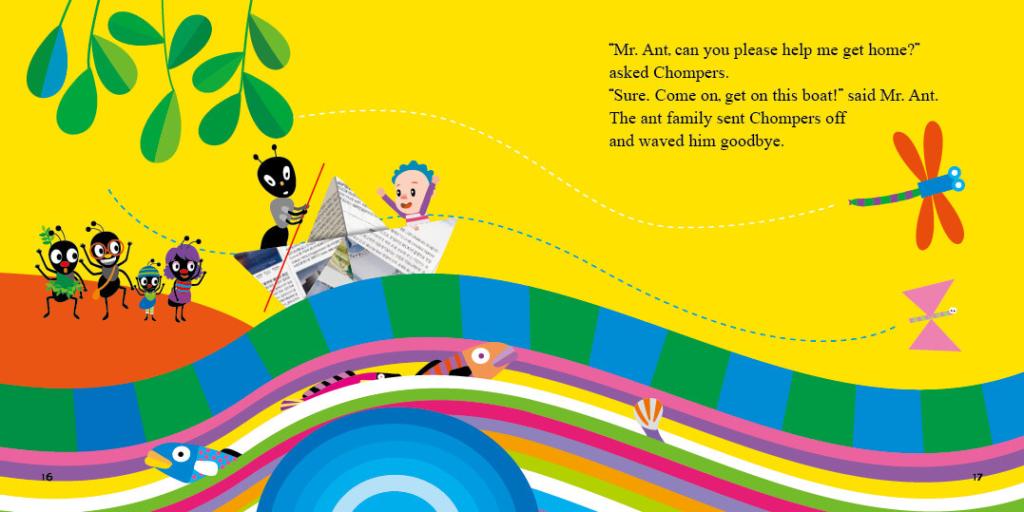 “Mr. Ant, can you please help me get home?”
asked Chompers.
“Sure. Come on, get on this boat!” said Mr. Ant.
The ant family sent Chompers off
and waved him goodbye.
16
17